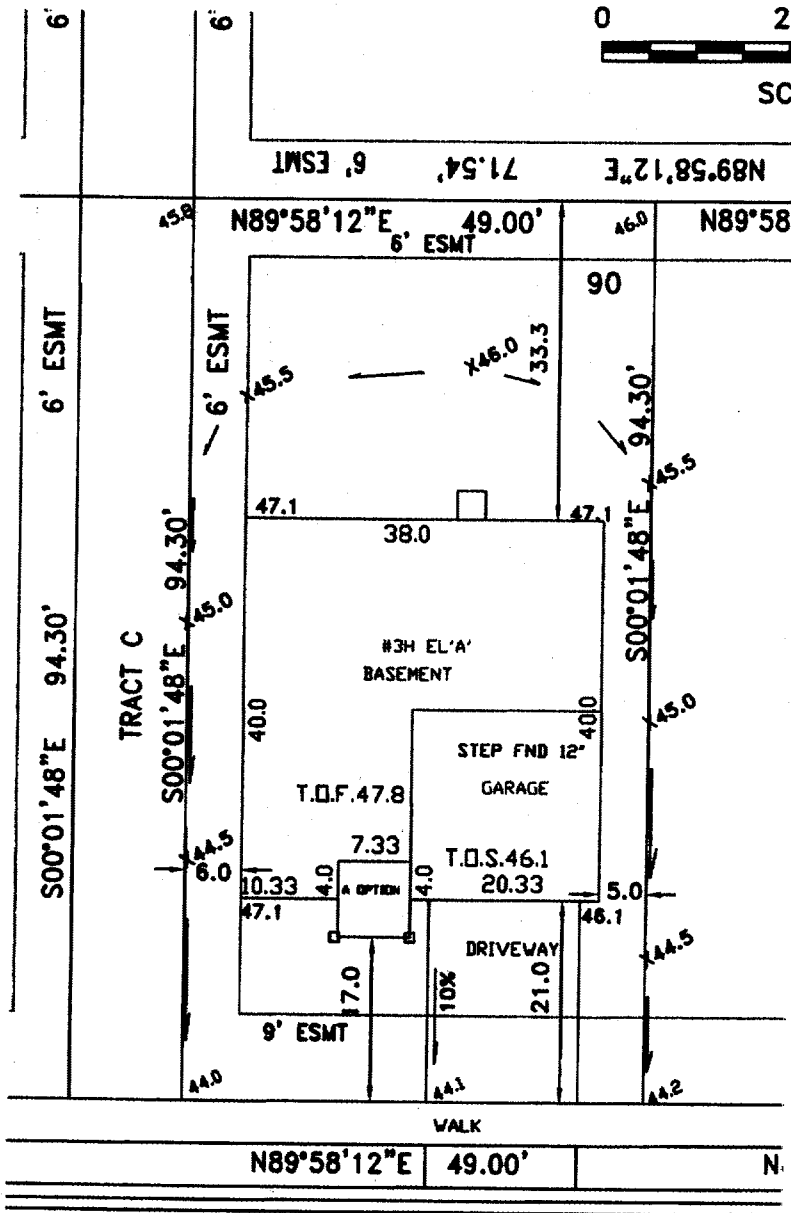 0 2
SC
6'
6'
6' ESMT 71.54' N89°58'12"E
45.8
N89°58'12"E 49.00'
46.0
N89°58
6' ESMT
90
6' ESMT
6' ESMT
X45.5
X46.0
33.3
94.30'
X45.5
47.1
47.1
38.0
S00°01'48"E 94.30'
TRACT C
S00°01'48"E 94.30'
X45.0
S00°01'48"E
#3H EL'A'
BASEMENT
40.0
40.0
X45.0
STEP FND 12"
GARAGE
T.O.F.47.8
7.33
T.O.S.46.1
X44.5
6.0
10.33
4.0
A OPTION
4.0
20.33
5.0
47.1
46.1
X44.5
DRIVEWAY
17.0
10%
21.0
9' ESMT
44.0
44.1
44.2
WALK
N89°58'12"E 49.00'
N